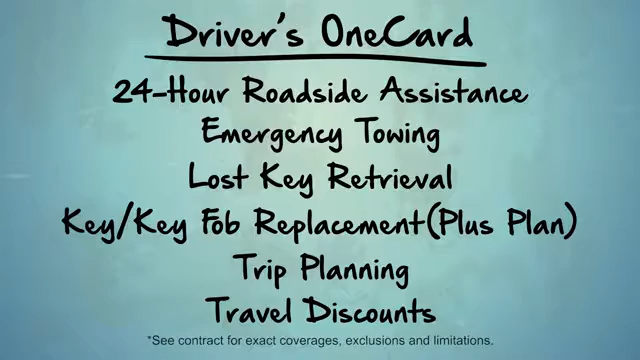 Driver's OneCard
24-Hour Roadside Assistance
Emergency Towing
Lost Key Retrieval
Key/Key Fob Replacement(Plus Plan)
Trip Planning
Travel Discounts
*See contract for exact coverages, exclusions and limitations.